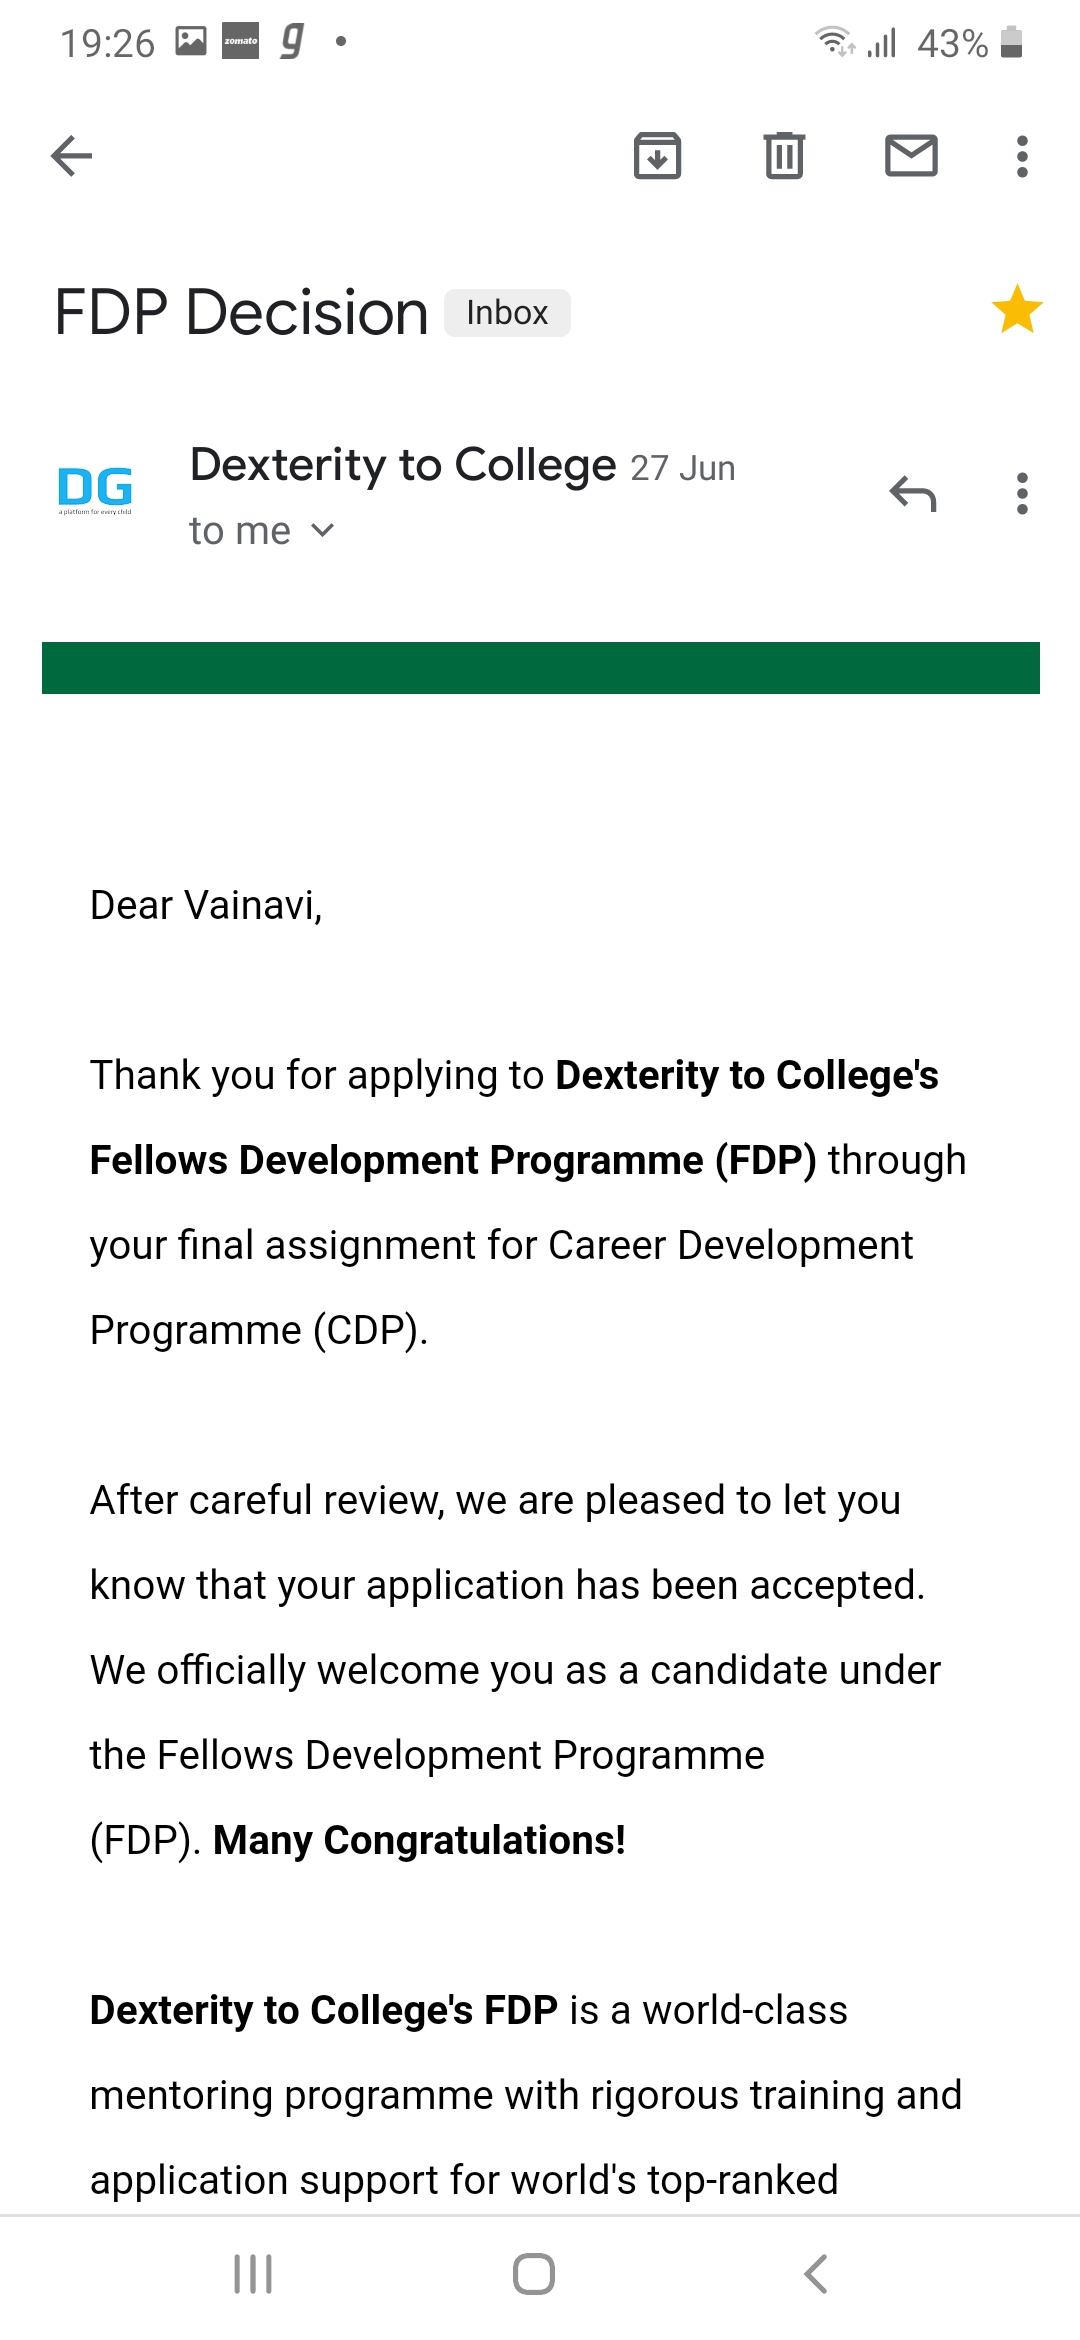 19:26 zomato g 43%
FDP Decision Inbox
Dexterity to College 27 Jun
DG
a platform for every child
to me
Dear Vainavi,
Thank you for applying to Dexterity to College's
Fellows Development Programme (FDP) through
your final assignment for Career Development
Programme (CDP).
After careful review, we are pleased to let you
know that your application has been accepted.
We officially welcome you as a candidate under
the Fellows Development Programme
(FDP). Many Congratulations!
Dexterity to College's FDP is a world-class
mentoring programme with rigorous training and
application support for world's top-ranked